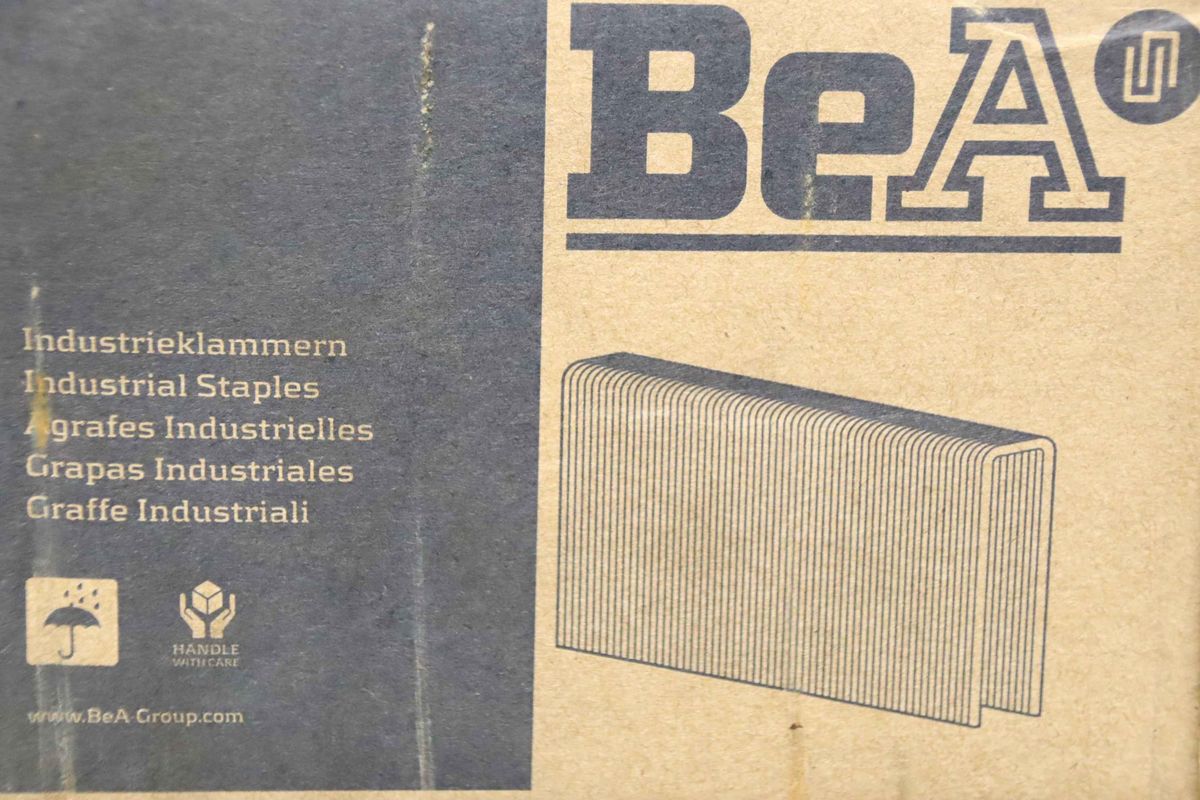 BeA
Industrieklammern
Industrial Staples
Agrafes Industrielles
Grapas Industriales
Graffe Industriali
HANDLE
WITH CARE
www.BeA-Group.com